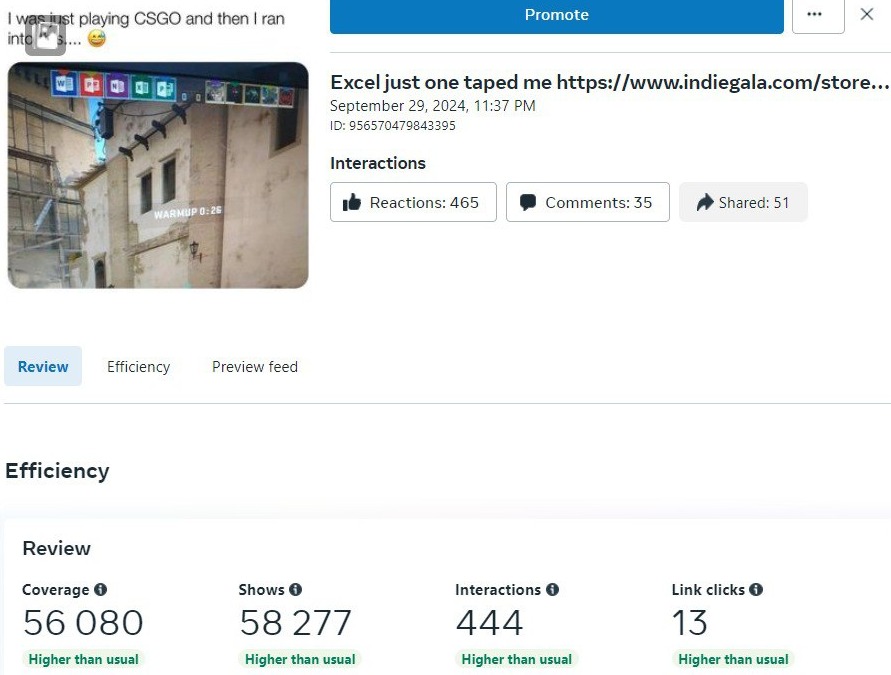 I was just playing CSGO and then I ran
into s.... 😅
Promote
...
Excel just one taped me https://www.indiegala.com/store...
September 29, 2024, 11:37 PM
ID: 956570479843395
Interactions
Reactions: 465
Comments: 35
Shared: 51
WARMUP 0:26
Review
Efficiency
Preview feed
Efficiency
Review
Coverage
Shows
Interactions
Link clicks
56 080
58 277
444
13
Higher than usual
Higher than usual
Higher than usual
Higher than usual